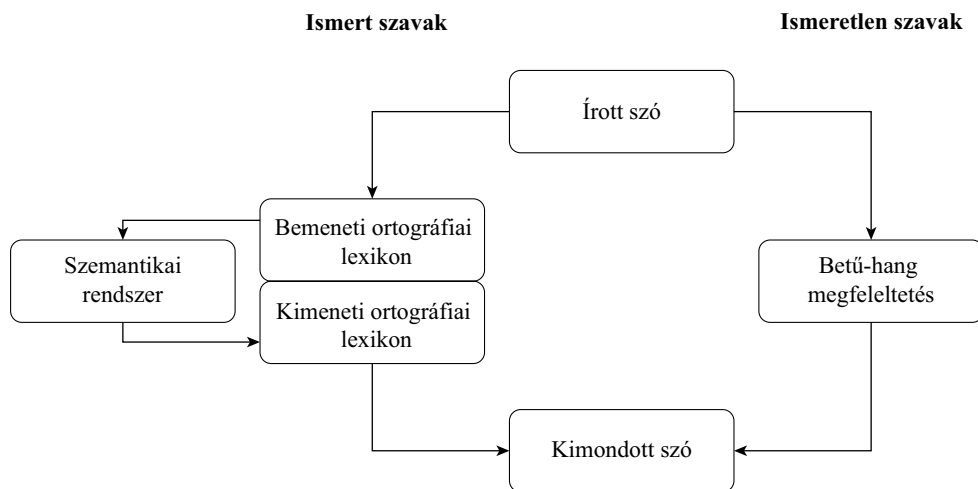 Ismert szavak
Ismeretlen szavak
Írott szó
Bemeneti ortográfiai
lexikon
Szemantikai
rendszer
Kimeneti ortográfiai
lexikon
Betű-hang
megfeleltetés
Kimondott szó